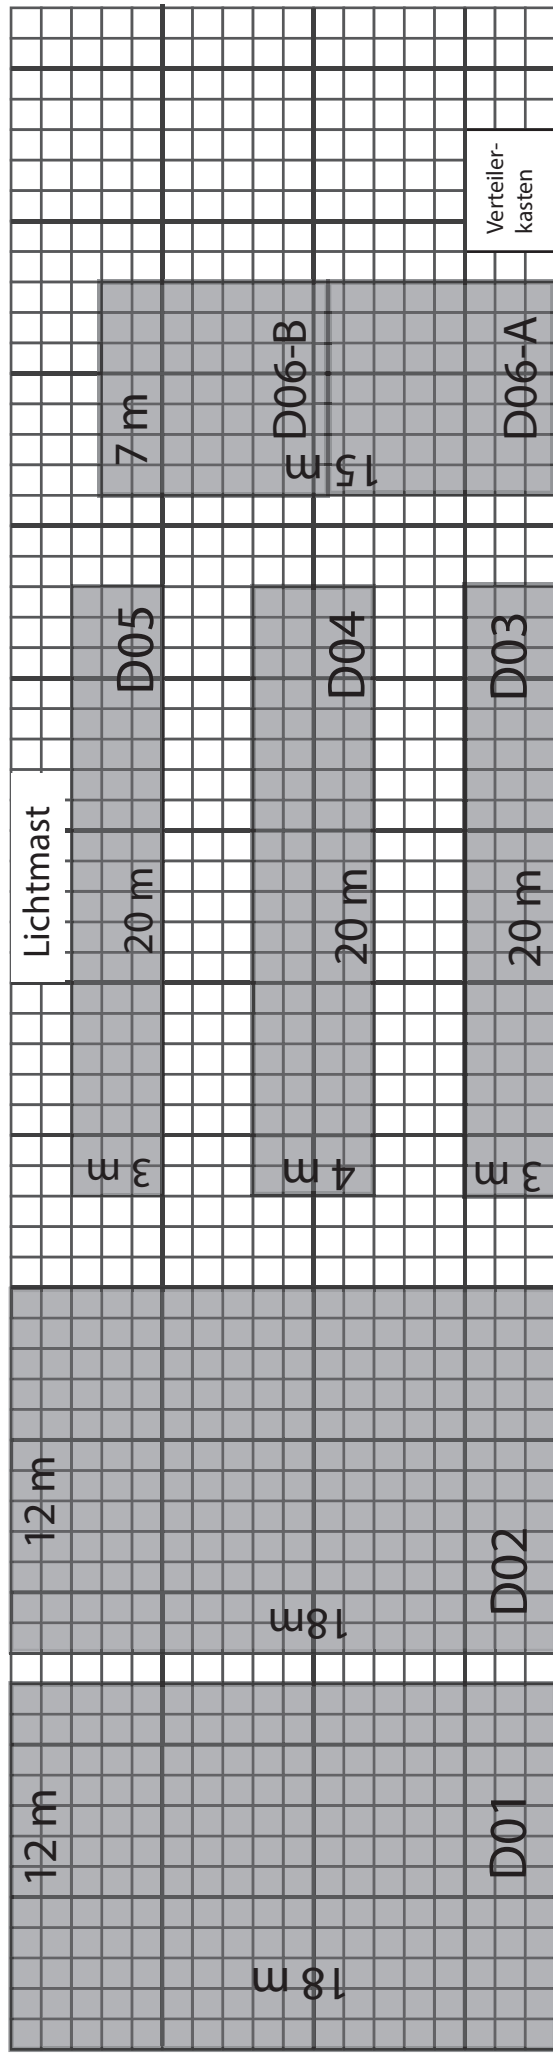 Verteiler-
kasten
7 m
D06-B
15 m
D06-A
D05
D04
D03
Lichtmast
20 m
20 m
20 m
3 m
4 m
3 m
12 m
18m
D02
12 m
18 m
D01